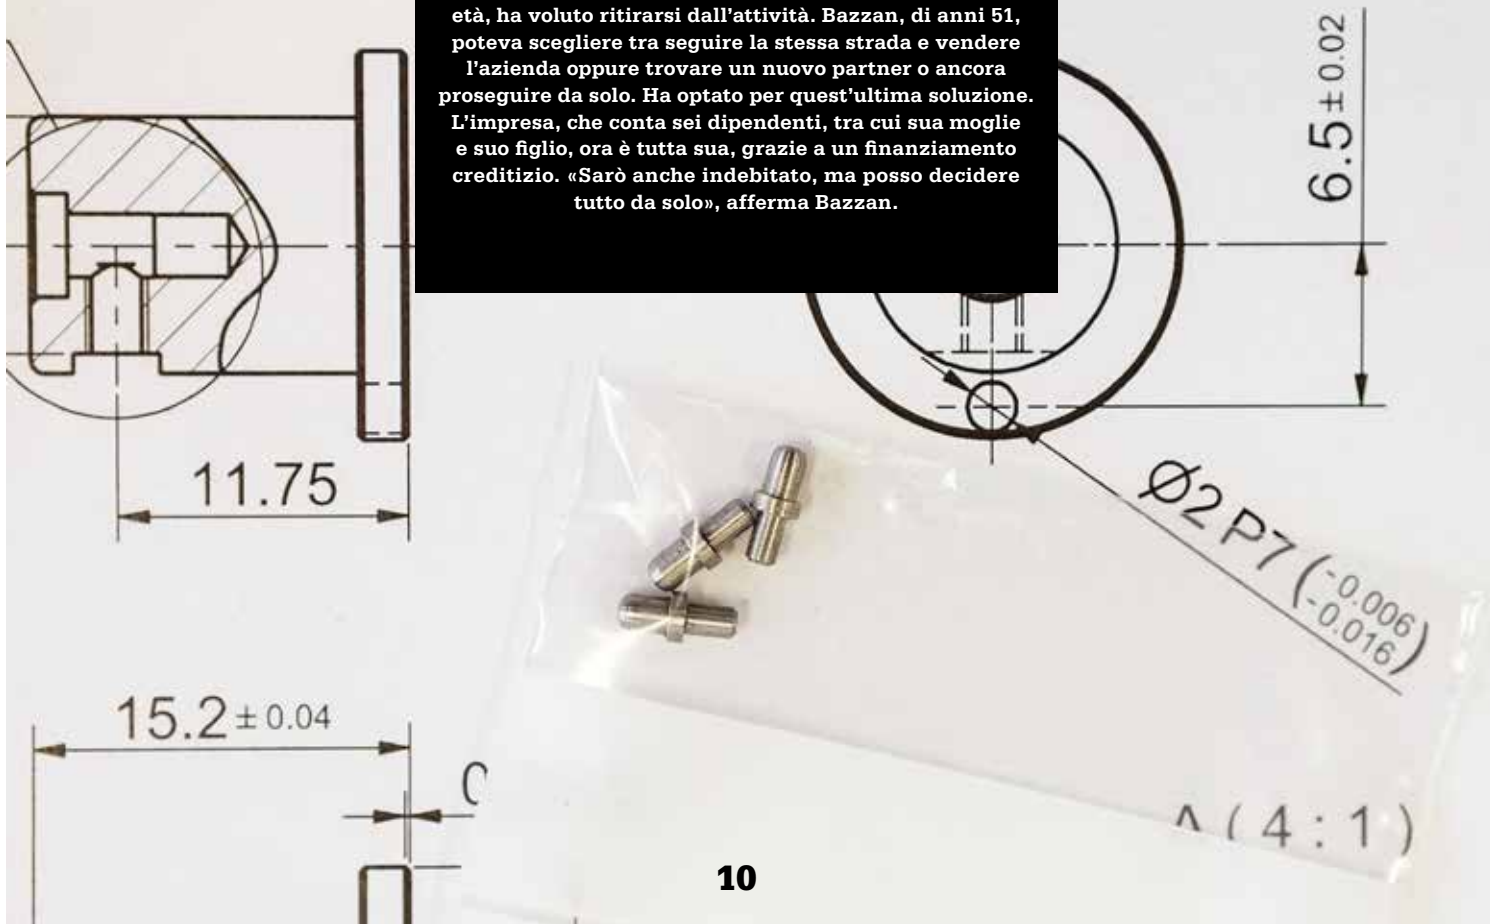 età, ha voluto ritirarsi dall'attività. Bazzan, di anni 51,
poteva scegliere tra seguire la stessa strada e vendere
l'azienda oppure trovare un nuovo partner o ancora
proseguire da solo. Ha optato per quest'ultima soluzione.
L'impresa, che conta sei dipendenti, tra cui sua moglie
e suo figlio, ora è tutta sua, grazie a un finanziamento
creditizio. «Sarò anche indebitato, ma posso decidere
tutto da solo», afferma Bazzan.
6.5 ± 0.02
11.75
Ø2 P7 (-0.006
-0.016)
15.2 ± 0.04
0
A ( 4 : 1 )
10